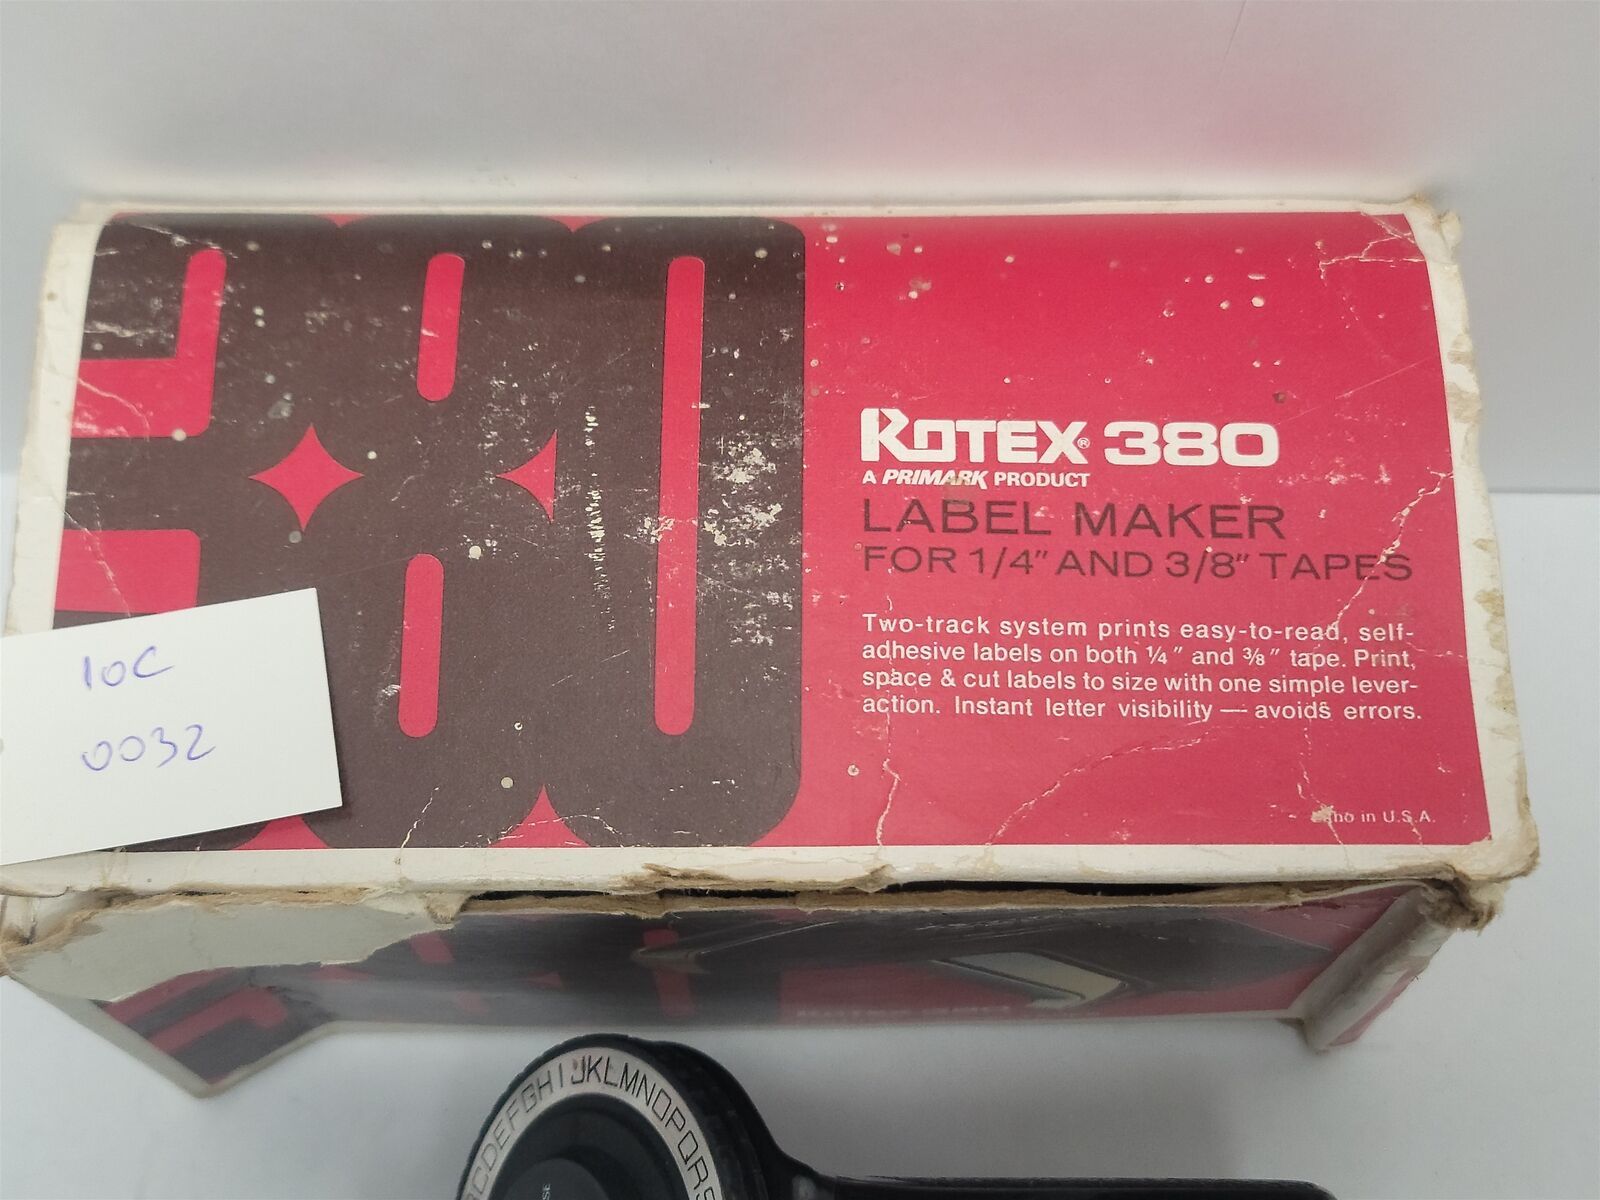 ROTEX® 380
A PRIMARK PRODUCT
LABEL MAKER
FOR 1/4" AND 3/8" TAPES
Two-track system prints easy-to-read, self-
adhesive labels on both ¼" and ⅜" tape. Print,
space & cut labels to size with one simple lever-
action. Instant letter visibility — avoids errors.
in U.S.A.
10C
0032
CDEFGHIJKLMNOPQRS